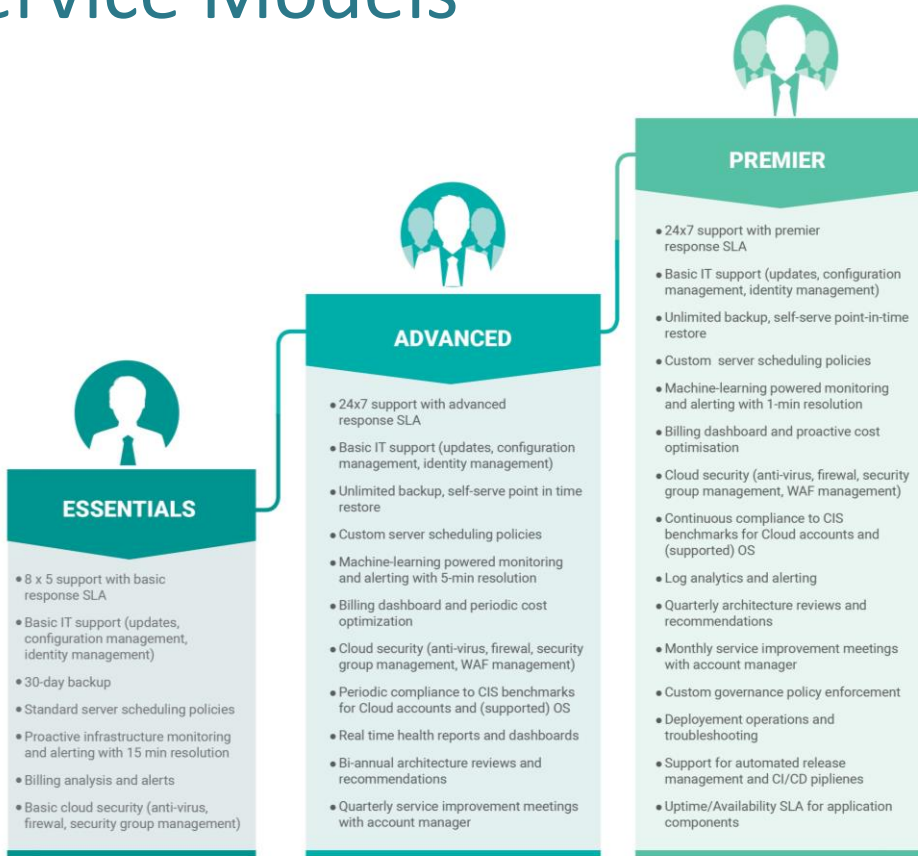 Service Models
ESSENTIALS
• 8 x 5 support with basic
response SLA
• Basic IT support (updates,
configuration management,
identity management)
• 30-day backup
• Standard server scheduling policies
• Proactive infrastructure monitoring
and alerting with 15 min resolution
• Billing analysis and alerts
• Basic cloud security (anti-virus,
firewal, security group management)
ADVANCED
• 24x7 support with advanced
response SLA
• Basic IT support (updates, configuration
management, identity management)
• Unlimited backup, self-serve point in time
restore
• Custom server scheduling policies
• Machine-learning powered monitoring
and alerting with 5-min resolution
• Billing dashboard and periodic cost
optimization
• Cloud security (anti-virus, firewal, security
group management, WAF management)
• Periodic compliance to CIS benchmarks
for Cloud accounts and (supported) OS
• Real time health reports and dashboards
• Bi-annual architecture reviews and
recommendations
• Quarterly service improvement meetings
with account manager
PREMIER
• 24x7 support with premier
response SLA
• Basic IT support (updates, configuration
management, identity management)
• Unlimited backup, self-serve point-in-time
restore
• Custom server scheduling policies
• Machine-learning powered monitoring
and alerting with 1-min resolution
• Billing dashboard and proactive cost
optimisation
• Cloud security (anti-virus, firewal, security
group management, WAF management)
• Continuous compliance to CIS
benchmarks for Cloud accounts and
(supported) OS
• Log analytics and alerting
• Quarterly architecture reviews and
recommendations
• Monthly service improvement meetings
with account manager
• Custom governance policy enforcement
• Deployement operations and
troubleshooting
• Support for automated release
management and CI/CD piplienes
• Uptime/Availability SLA for application
components